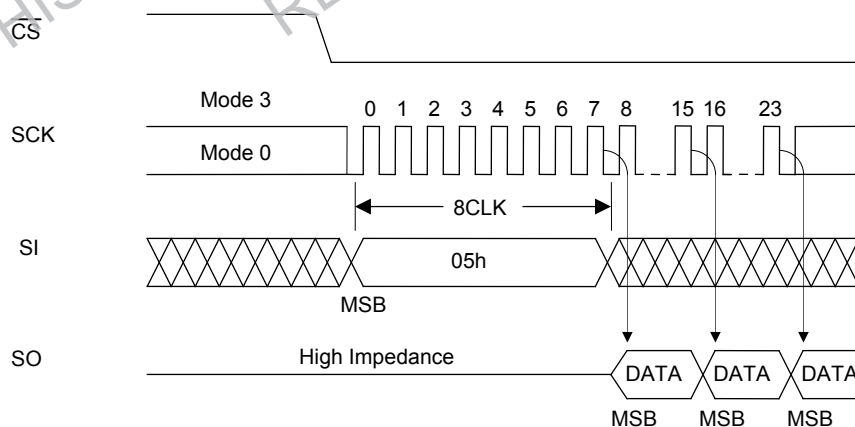 CS
Mode 3
0 1 2 3 4 5 6 7 8 15 16 23
SCK
Mode 0
8CLK
SI
05h
MSB
SO
High Impedance
DATA DATA DATA
MSB MSB MSB